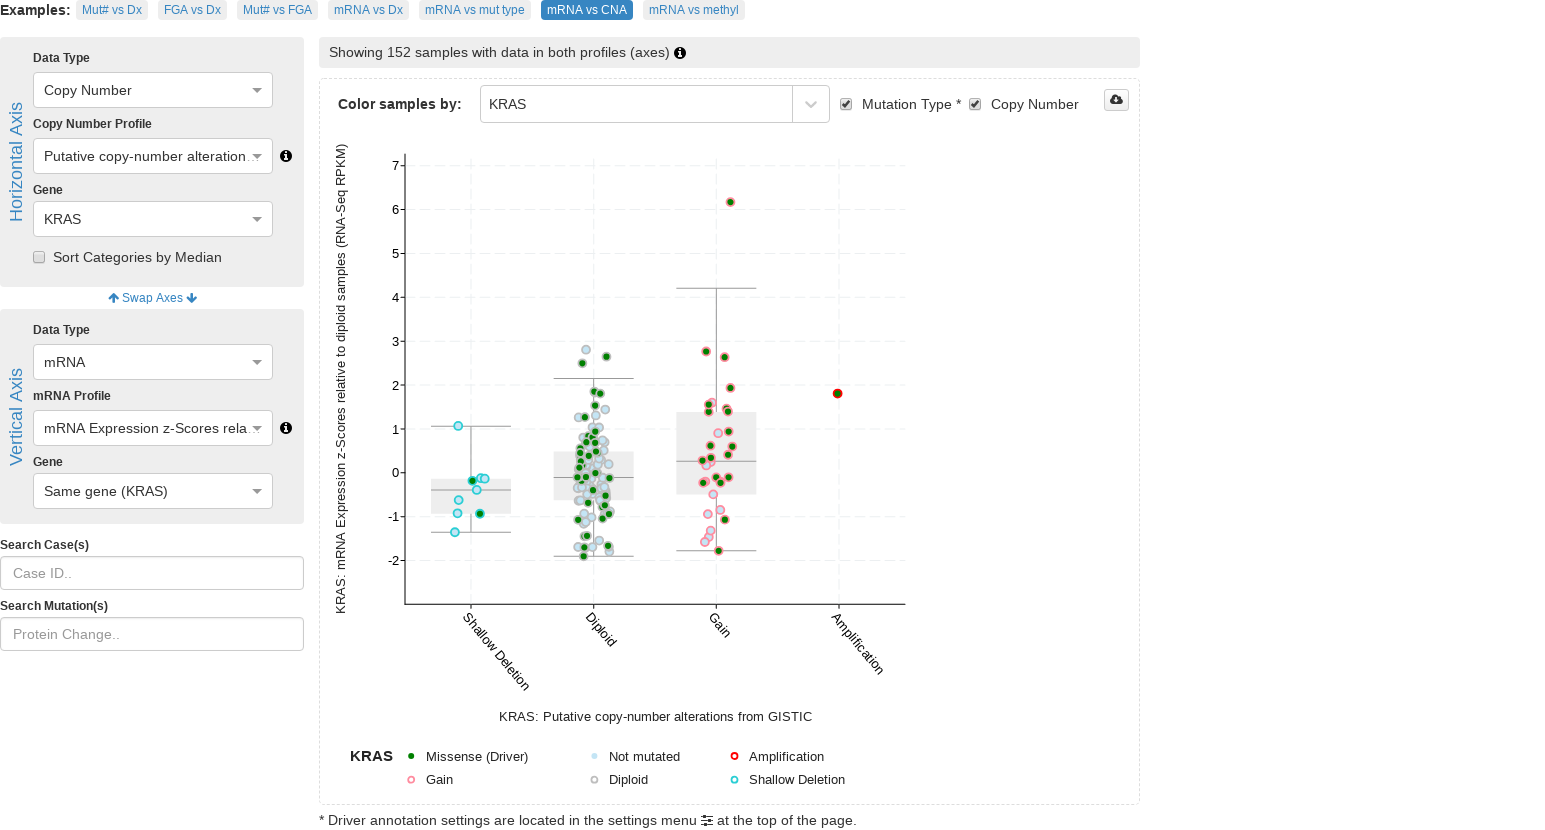 Examples: Mut# vs Dx FGA vs Dx Mut# vs FGA mRNA vs Dx mRNA vs mut type mRNA vs CNA mRNA vs methyl
Horizontal Axis
Data Type
Copy Number
Copy Number Profile
Putative copy-number alteration...
Gene
KRAS
Sort Categories by Median
Swap Axes
Vertical Axis
Data Type
mRNA
mRNA Profile
mRNA Expression z-Scores rela...
Gene
Same gene (KRAS)
Search Case(s)
Case ID..
Search Mutation(s)
Protein Change..
Showing 152 samples with data in both profiles (axes)
Color samples by: KRAS Mutation Type * Copy Number
KRAS: mRNA Expression z-Scores relative to diploid samples (RNA-Seq RPKM)
7
6
5
4
3
2
1
0
-1
-2
Shallow Deletion
Diploid
Gain
Amplification
KRAS: Putative copy-number alterations from GISTIC
KRAS Missense (Driver) Not mutated Amplification
Gain Diploid Shallow Deletion
* Driver annotation settings are located in the settings menu at the top of the page.